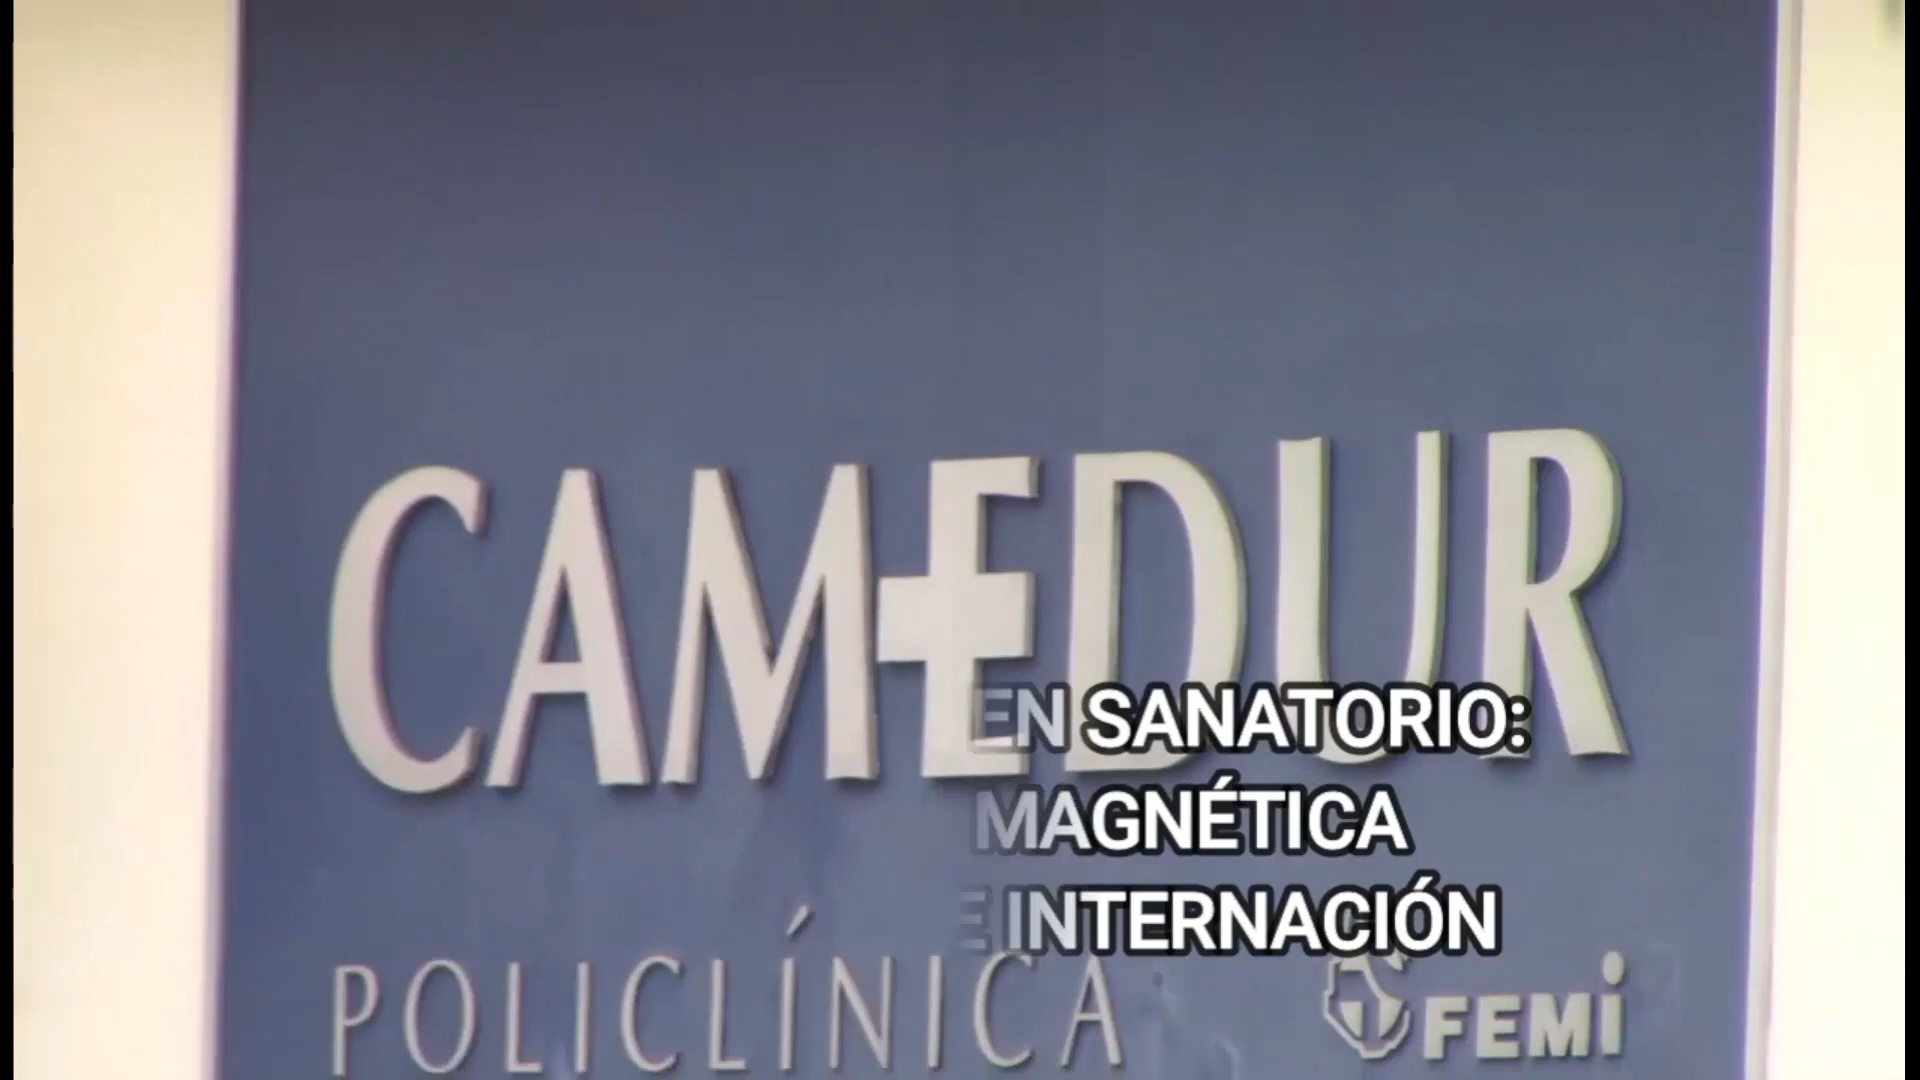 CAMEDUR
EN SANATORIO:
MAGNÉTICA
E INTERNACIÓN
POLICLÍNICA
FEMI